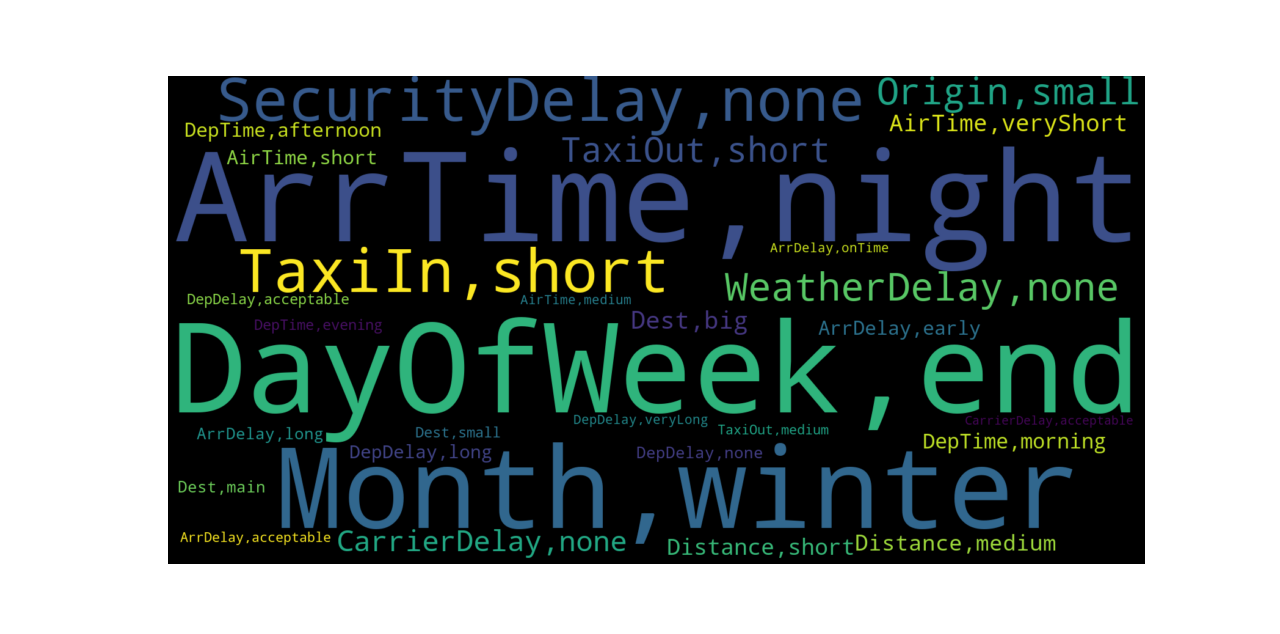 SecurityDelay,none
Origin,small
AirTime,veryShort
DepTime,afternoon
TaxiOut,short
AirTime,short
ArrTime,night
ArrDelay,onTime
TaxiIn,short
WeatherDelay,none
DepDelay,acceptable
AirTime,medium
DepTime,evening
Dest,big
ArrDelay,early
DayOfWeek,end
DepDelay,veryLong
CarrierDelay,acceptable
ArrDelay,long
Dest,small
TaxiOut,medium
DepTime,morning
DepDelay,long
DepDelay,none
Month,winter
Dest,main
ArrDelay,acceptable
CarrierDelay,none
Distance,short
Distance,medium